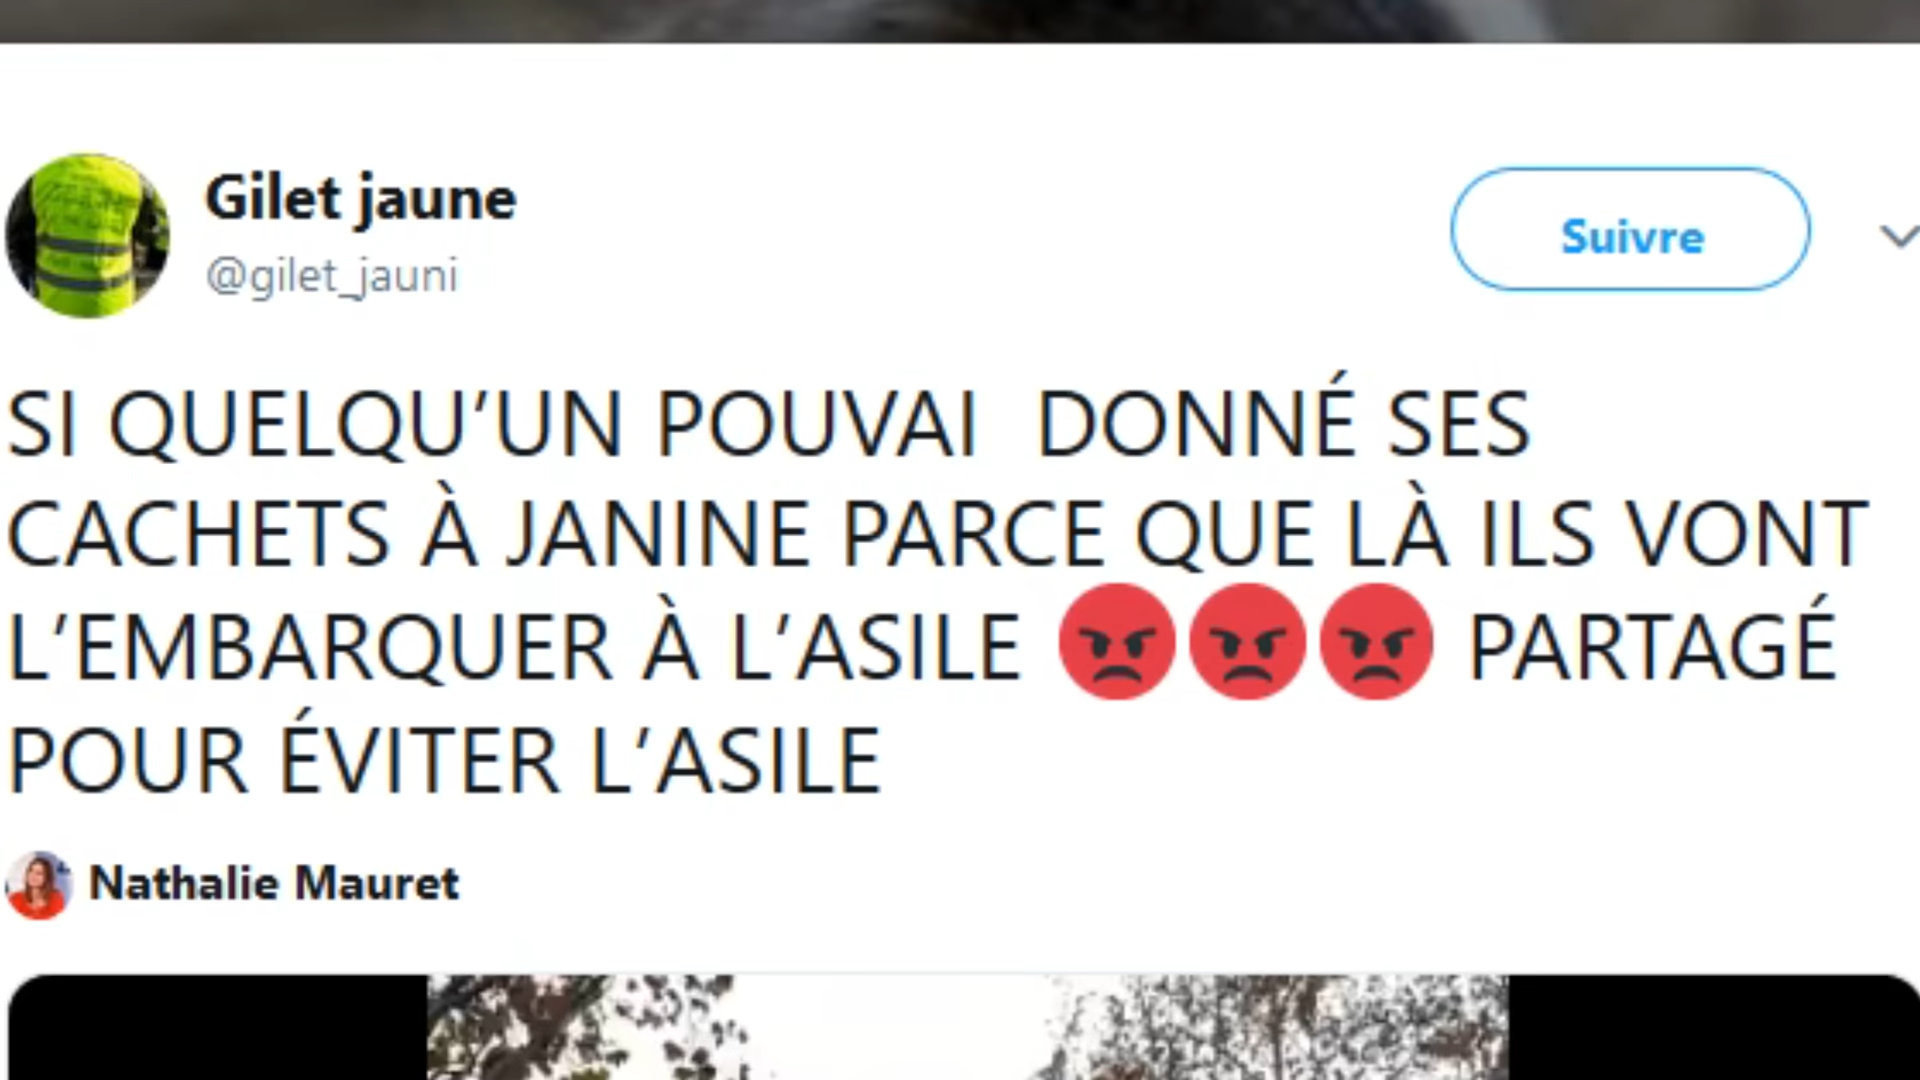 Gilet jaune
@gilet_jauni
Suivre
SI QUELQU’UN POUVAI  DONNÉ SES
CACHETS À JANINE PARCE QUE LÀ ILS VONT
L’EMBARQUER À L’ASILE 😡😡😡 PARTAGÉ
POUR ÉVITER L’ASILE
Nathalie Mauret